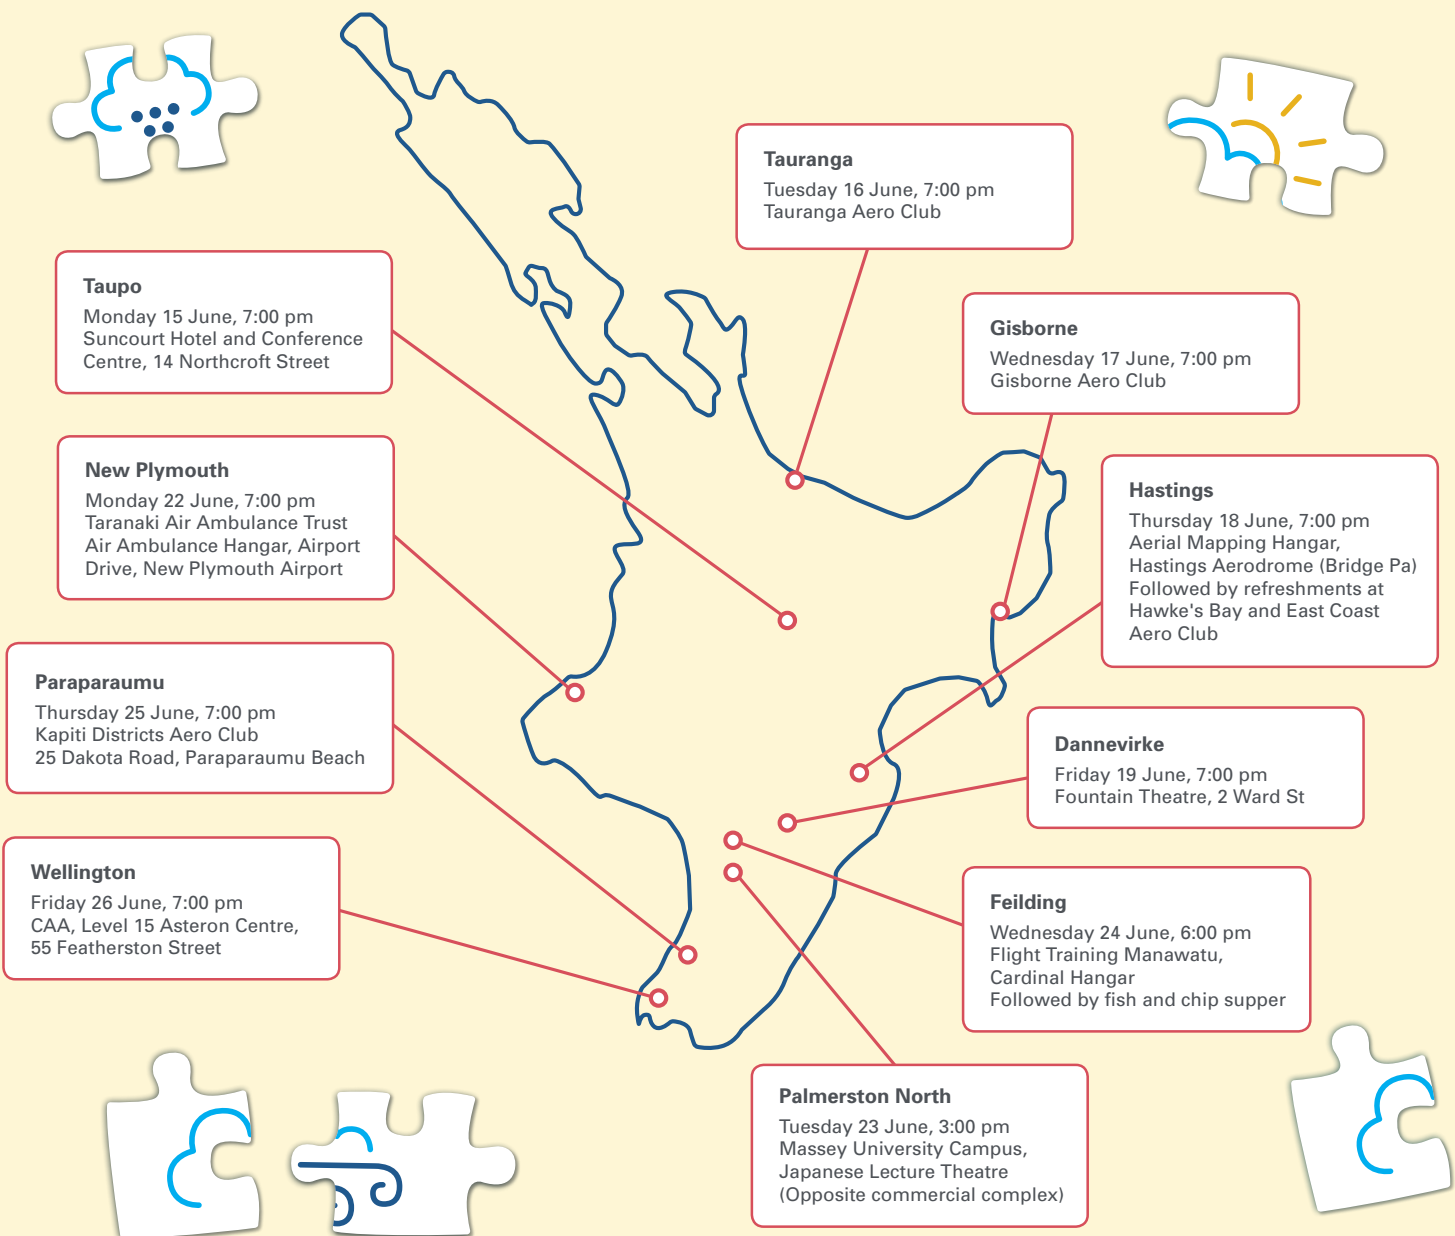 Tauranga
Tuesday 16 June, 7:00 pm
Tauranga Aero Club
Taupo
Monday 15 June, 7:00 pm
Suncourt Hotel and Conference
Centre, 14 Northcroft Street
Gisborne
Wednesday 17 June, 7:00 pm
Gisborne Aero Club
New Plymouth
Monday 22 June, 7:00 pm
Taranaki Air Ambulance Trust
Air Ambulance Hangar, Airport
Drive, New Plymouth Airport
Hastings
Thursday 18 June, 7:00 pm
Aerial Mapping Hangar,
Hastings Aerodrome (Bridge Pa)
Followed by refreshments at
Hawke's Bay and East Coast
Aero Club
Paraparaumu
Thursday 25 June, 7:00 pm
Kapiti Districts Aero Club
25 Dakota Road, Paraparaumu Beach
Dannevirke
Friday 19 June, 7:00 pm
Fountain Theatre, 2 Ward St
Wellington
Friday 26 June, 7:00 pm
CAA, Level 15 Asteron Centre,
55 Featherston Street
Feilding
Wednesday 24 June, 6:00 pm
Flight Training Manawatu,
Cardinal Hangar
Followed by fish and chip supper
Palmerston North
Tuesday 23 June, 3:00 pm
Massey University Campus,
Japanese Lecture Theatre
(Opposite commercial complex)